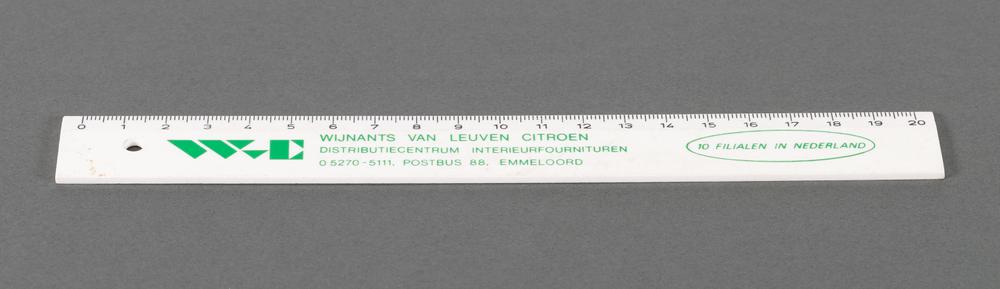 0 1 2 3 4 5 6 7 8 9 10 11 12 13 14 15 16 17 18 19 20
WIJNANTS VAN LEUVEN CITROEN
DISTRIBUTIECENTRUM INTERIEURFOURNITUREN
0 5270-5111, POSTBUS 88, EMMELOORD
10 FILIALEN IN NEDERLAND